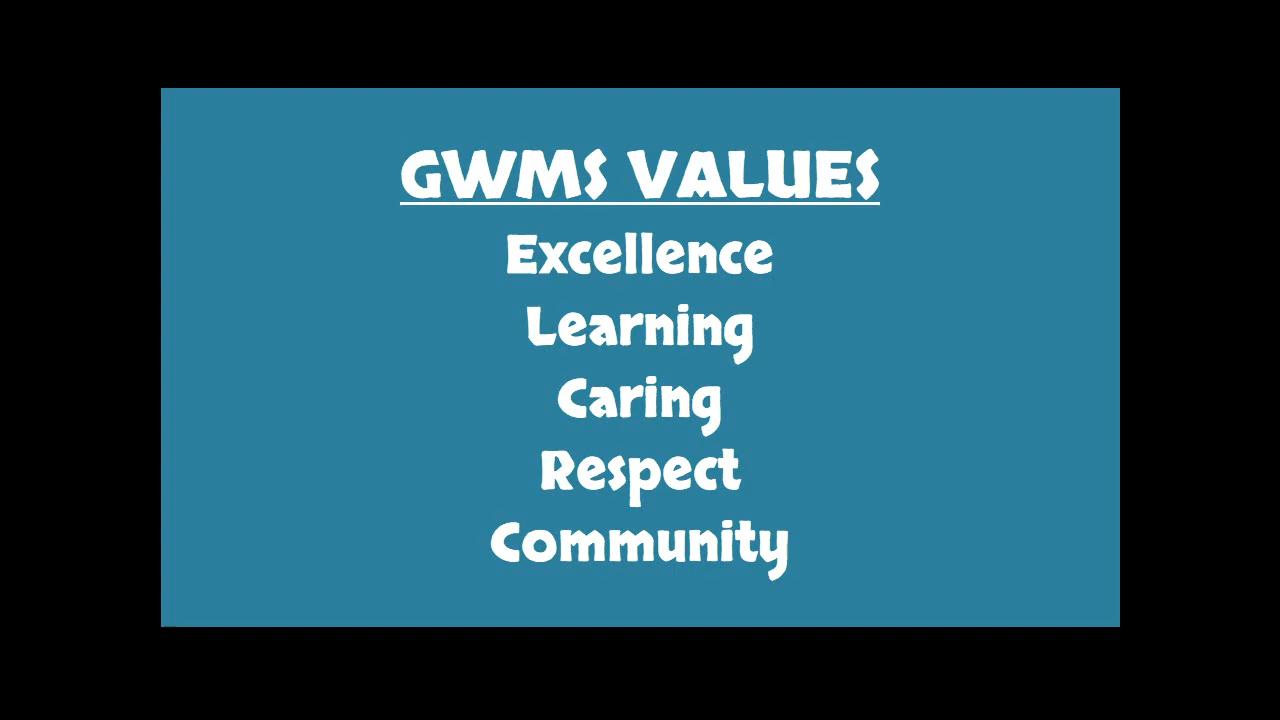 GWMS VALUES
Excellence
Learning
Caring
Respect
Community